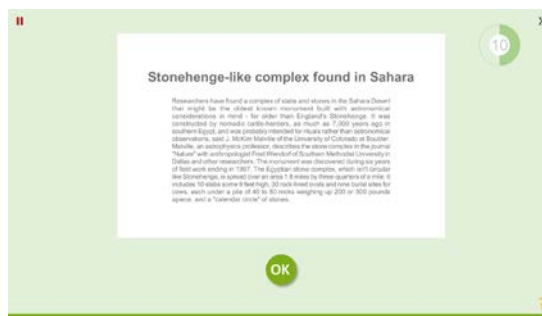 10
Stonehenge-like complex found in Sahara
Researchers have found a complex of slabs and stones in the Sahara Desert
that might be the oldest known monument built with astronomical
considerations in mind - far older than England's Stonehenge. It was
constructed by nomadic cattle-herders, as much as 7,000 years ago in
southern Egypt, and was probably intended for rituals rather than astronomical
observations, said J. McKim Malville of the University of Colorado at Boulder.
Malville, an astrophysics professor, describes the stone complex in the journal
"Nature" with anthropologist Fred Wendorf of Southern Methodist University in
Dallas and other researchers. The monument was discovered during six years
of field work ending in 1997. The Egyptian stone complex, which isn't circular
like Stonehenge, is spread over an area 1.8 miles by three-quarters of a mile. It
includes 10 slabs some 9 feet high, 30 rock-lined ovals and nine burial sites for
cows, each under a pile of 40 to 50 rocks weighing up 200 or 300 pounds
apiece, and a "calendar circle" of stones.
OK